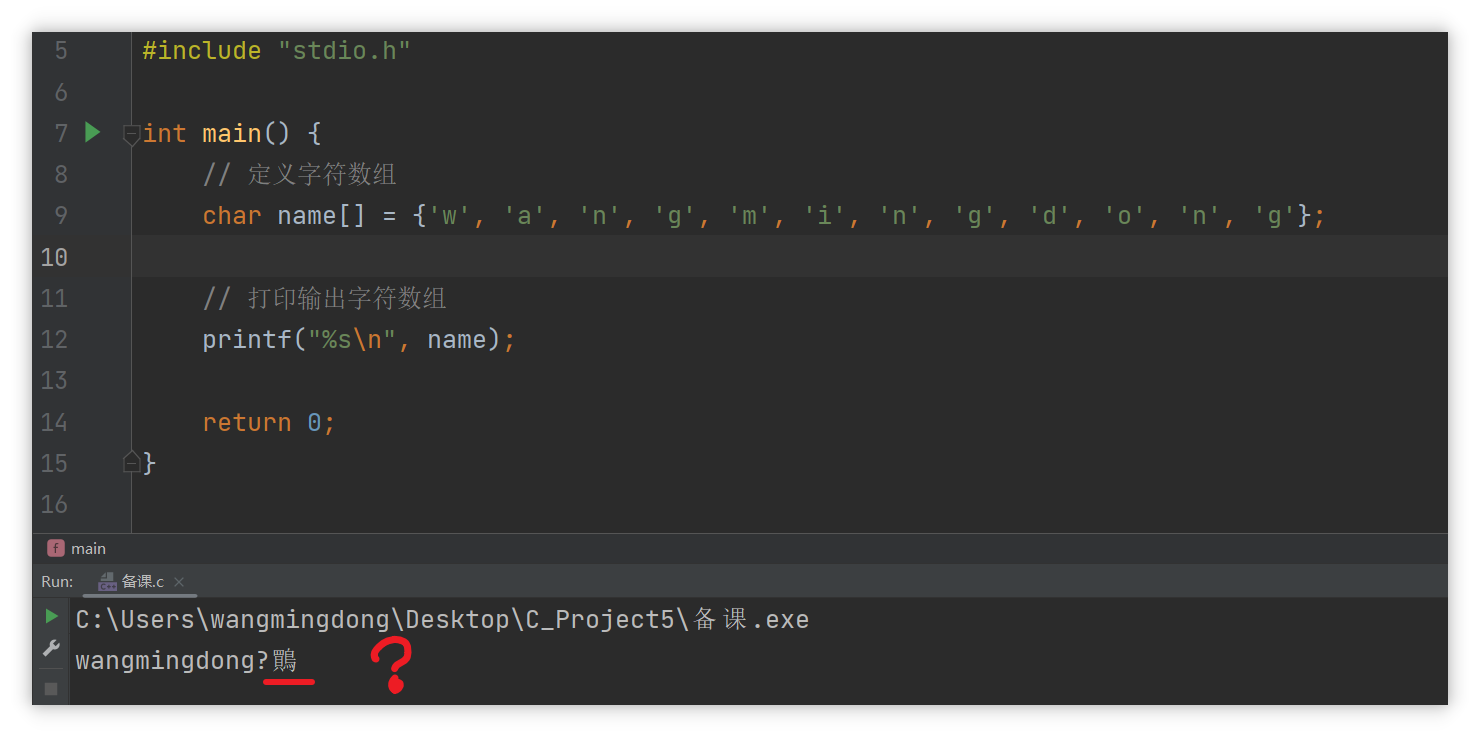 5 #include "stdio.h"
6
7 int main() {
8 // 定义字符数组
9 char name[] = {'w', 'a', 'n', 'g', 'm', 'i', 'n', 'g', 'd', 'o', 'n', 'g'};
10
11 // 打印输出字符数组
12 printf("%s\n", name);
13
14 return 0;
15 }
16
f main
Run: C++ 备课.c ×
C:\Users\wangmingdong\Desktop\C_Project5\备课.exe
wangmingdong? ?